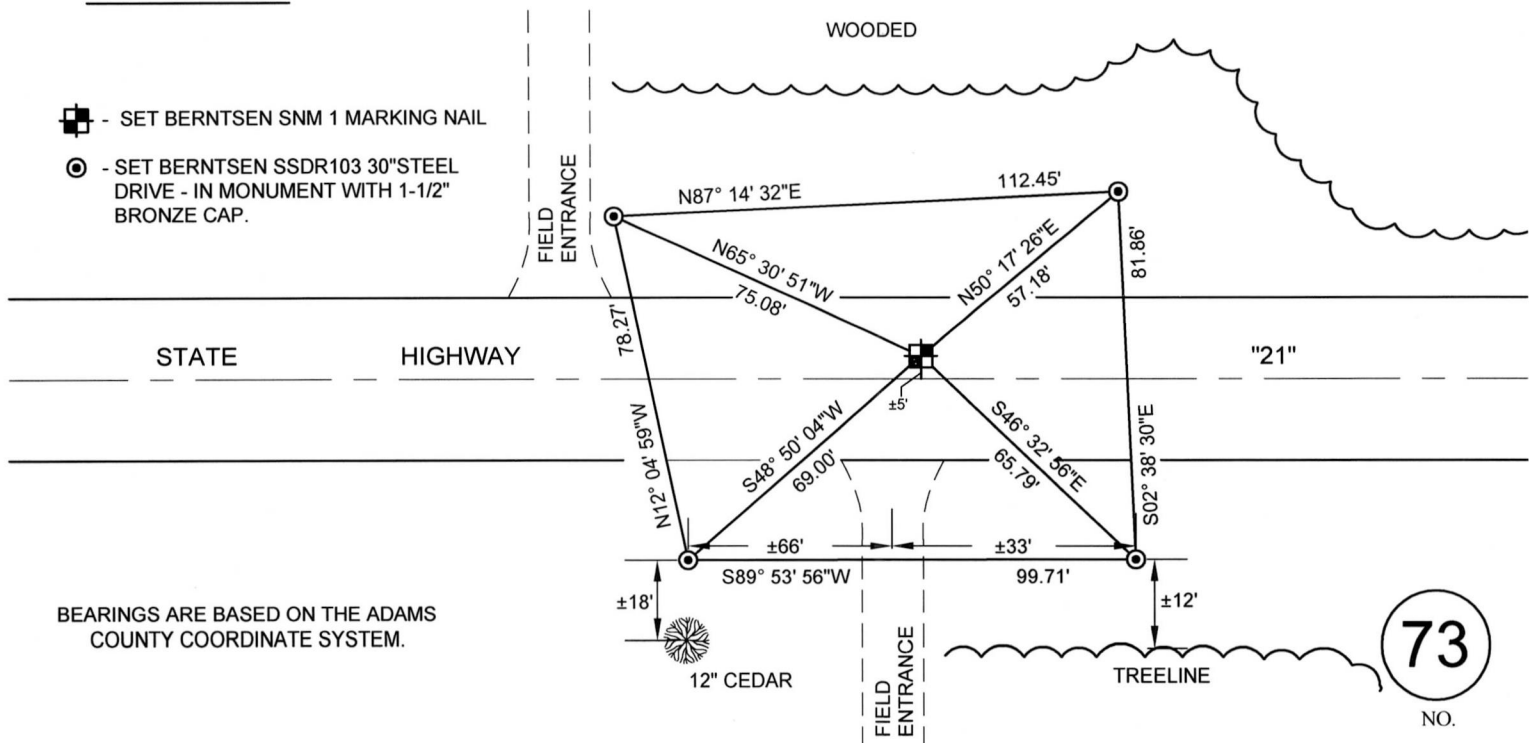 WOODED
- SET BERNTSEN SNM 1 MARKING NAIL
- SET BERNTSEN SSDR103 30"STEEL
DRIVE - IN MONUMENT WITH 1-1/2"
BRONZE CAP.
FIELD
ENTRANCE
N87° 14' 32"E
112.45'
N65° 30' 51"W
75.08'
N50° 17' 26"E
57.18'
81.86'
78.27'
STATE
HIGHWAY
"21"
±5'
N12° 04' 59"W
S48° 50' 04"W
69.00'
S46° 32' 56"E
65.79'
S02° 38' 30"E
±66'
±33'
S89° 53' 56"W
99.71'
±18'
±12'
BEARINGS ARE BASED ON THE ADAMS
COUNTY COORDINATE SYSTEM.
12" CEDAR
FIELD
ENTRANCE
TREELINE
73
NO.